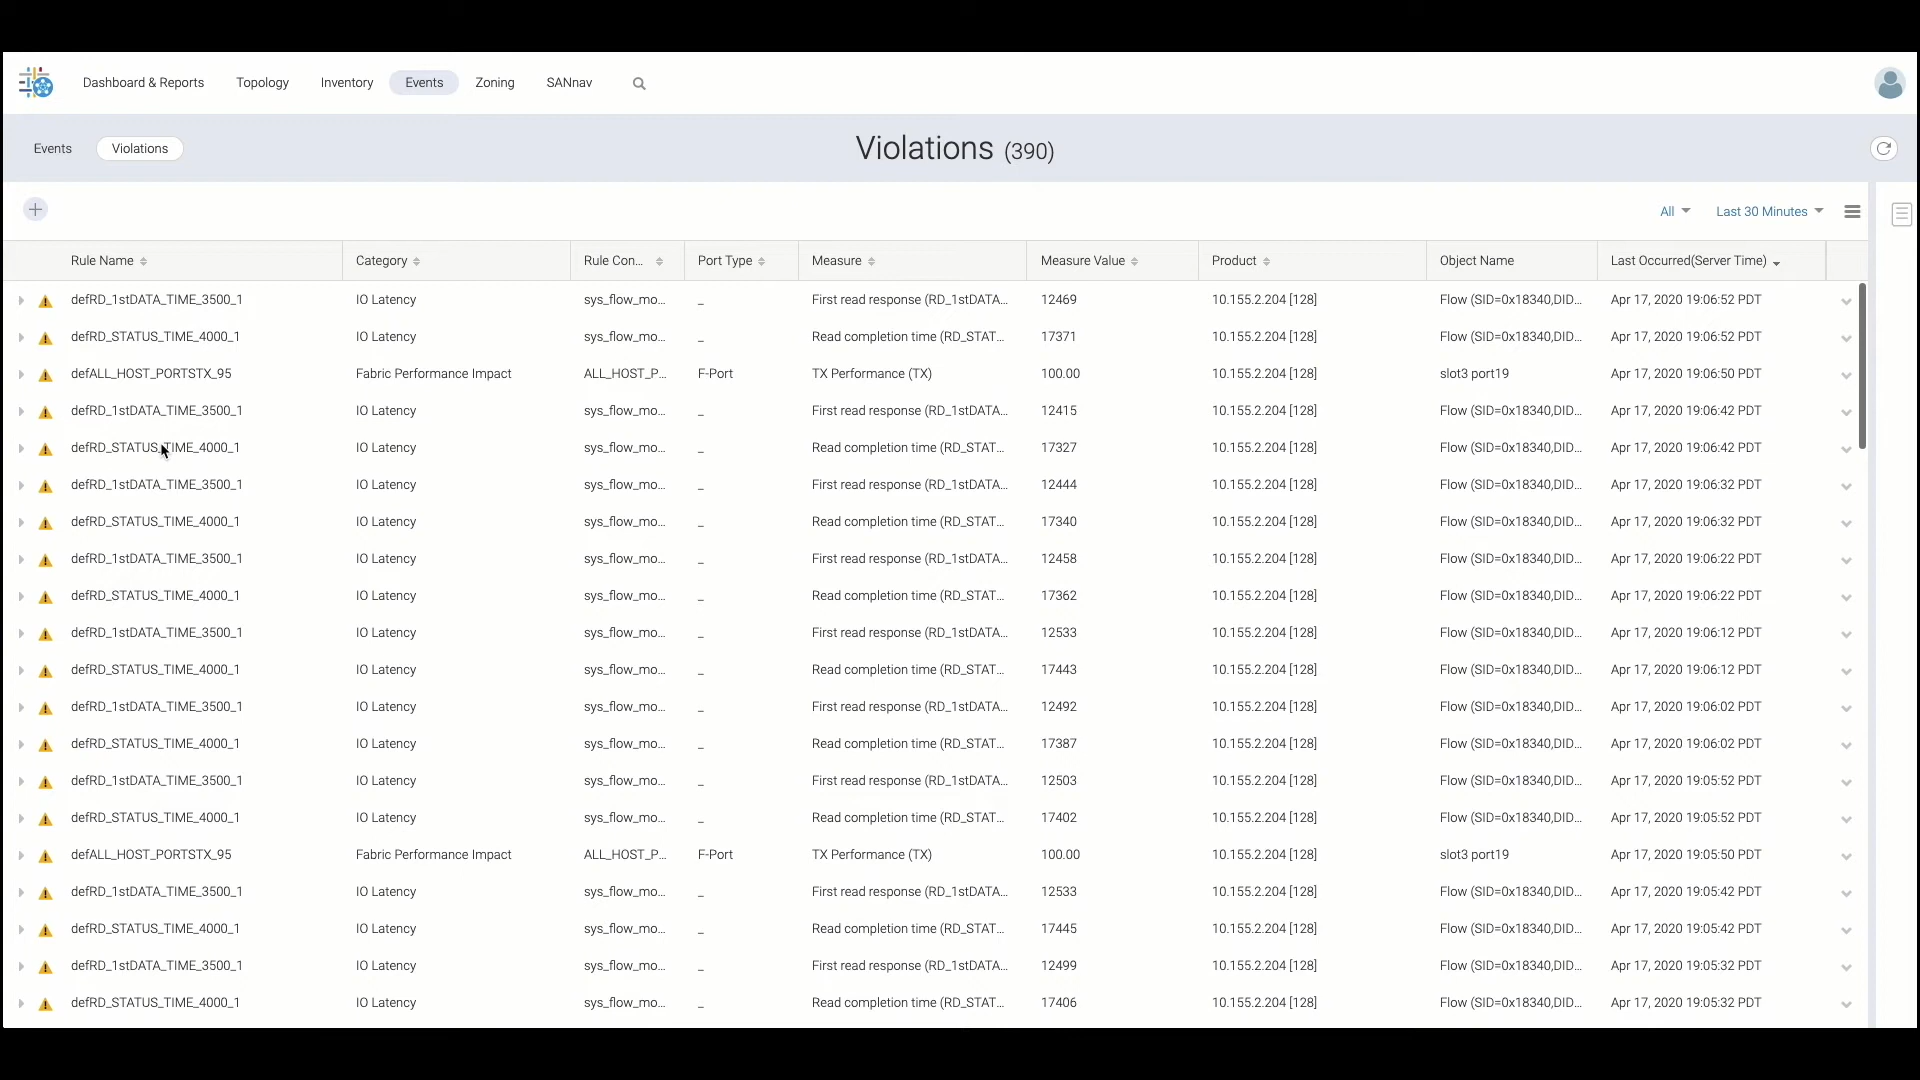 Dashboard & Reports Topology Inventory Events Zoning SANnav
Events Violations Violations (390)
All Last 30 Minutes
Rule Name Category Rule Con... Port Type Measure Measure Value Product Object Name Last Occurred(Server Time)
defRD_1stDATA_TIME_3500_1 IO Latency sys_flow_mo... _ First read response (RD_1stDATA... 12469 10.155.2.204 [128] Flow (SID=0x18340,DID... Apr 17, 2020 19:06:52 PDT
defRD_STATUS_TIME_4000_1 IO Latency sys_flow_mo... _ Read completion time (RD_STAT... 17371 10.155.2.204 [128] Flow (SID=0x18340,DID... Apr 17, 2020 19:06:52 PDT
defALL_HOST_PORTSTX_95 Fabric Performance Impact ALL_HOST_P... F-Port TX Performance (TX) 100.00 10.155.2.204 [128] slot3 port19 Apr 17, 2020 19:06:50 PDT
defRD_1stDATA_TIME_3500_1 IO Latency sys_flow_mo... _ First read response (RD_1stDATA... 12415 10.155.2.204 [128] Flow (SID=0x18340,DID... Apr 17, 2020 19:06:42 PDT
defRD_STATUS_TIME_4000_1 IO Latency sys_flow_mo... _ Read completion time (RD_STAT... 17327 10.155.2.204 [128] Flow (SID=0x18340,DID... Apr 17, 2020 19:06:42 PDT
defRD_1stDATA_TIME_3500_1 IO Latency sys_flow_mo... _ First read response (RD_1stDATA... 12444 10.155.2.204 [128] Flow (SID=0x18340,DID... Apr 17, 2020 19:06:32 PDT
defRD_STATUS_TIME_4000_1 IO Latency sys_flow_mo... _ Read completion time (RD_STAT... 17340 10.155.2.204 [128] Flow (SID=0x18340,DID... Apr 17, 2020 19:06:32 PDT
defRD_1stDATA_TIME_3500_1 IO Latency sys_flow_mo... _ First read response (RD_1stDATA... 12458 10.155.2.204 [128] Flow (SID=0x18340,DID... Apr 17, 2020 19:06:22 PDT
defRD_STATUS_TIME_4000_1 IO Latency sys_flow_mo... _ Read completion time (RD_STAT... 17362 10.155.2.204 [128] Flow (SID=0x18340,DID... Apr 17, 2020 19:06:22 PDT
defRD_1stDATA_TIME_3500_1 IO Latency sys_flow_mo... _ First read response (RD_1stDATA... 12533 10.155.2.204 [128] Flow (SID=0x18340,DID... Apr 17, 2020 19:06:12 PDT
defRD_STATUS_TIME_4000_1 IO Latency sys_flow_mo... _ Read completion time (RD_STAT... 17443 10.155.2.204 [128] Flow (SID=0x18340,DID... Apr 17, 2020 19:06:12 PDT
defRD_1stDATA_TIME_3500_1 IO Latency sys_flow_mo... _ First read response (RD_1stDATA... 12492 10.155.2.204 [128] Flow (SID=0x18340,DID... Apr 17, 2020 19:06:02 PDT
defRD_STATUS_TIME_4000_1 IO Latency sys_flow_mo... _ Read completion time (RD_STAT... 17387 10.155.2.204 [128] Flow (SID=0x18340,DID... Apr 17, 2020 19:06:02 PDT
defRD_1stDATA_TIME_3500_1 IO Latency sys_flow_mo... _ First read response (RD_1stDATA... 12503 10.155.2.204 [128] Flow (SID=0x18340,DID... Apr 17, 2020 19:05:52 PDT
defRD_STATUS_TIME_4000_1 IO Latency sys_flow_mo... _ Read completion time (RD_STAT... 17402 10.155.2.204 [128] Flow (SID=0x18340,DID... Apr 17, 2020 19:05:52 PDT
defALL_HOST_PORTSTX_95 Fabric Performance Impact ALL_HOST_P... F-Port TX Performance (TX) 100.00 10.155.2.204 [128] slot3 port19 Apr 17, 2020 19:05:50 PDT
defRD_1stDATA_TIME_3500_1 IO Latency sys_flow_mo... _ First read response (RD_1stDATA... 12533 10.155.2.204 [128] Flow (SID=0x18340,DID... Apr 17, 2020 19:05:42 PDT
defRD_STATUS_TIME_4000_1 IO Latency sys_flow_mo... _ Read completion time (RD_STAT... 17445 10.155.2.204 [128] Flow (SID=0x18340,DID... Apr 17, 2020 19:05:42 PDT
defRD_1stDATA_TIME_3500_1 IO Latency sys_flow_mo... _ First read response (RD_1stDATA... 12499 10.155.2.204 [128] Flow (SID=0x18340,DID... Apr 17, 2020 19:05:32 PDT
defRD_STATUS_TIME_4000_1 IO Latency sys_flow_mo... _ Read completion time (RD_STAT... 17406 10.155.2.204 [128] Flow (SID=0x18340,DID... Apr 17, 2020 19:05:32 PDT